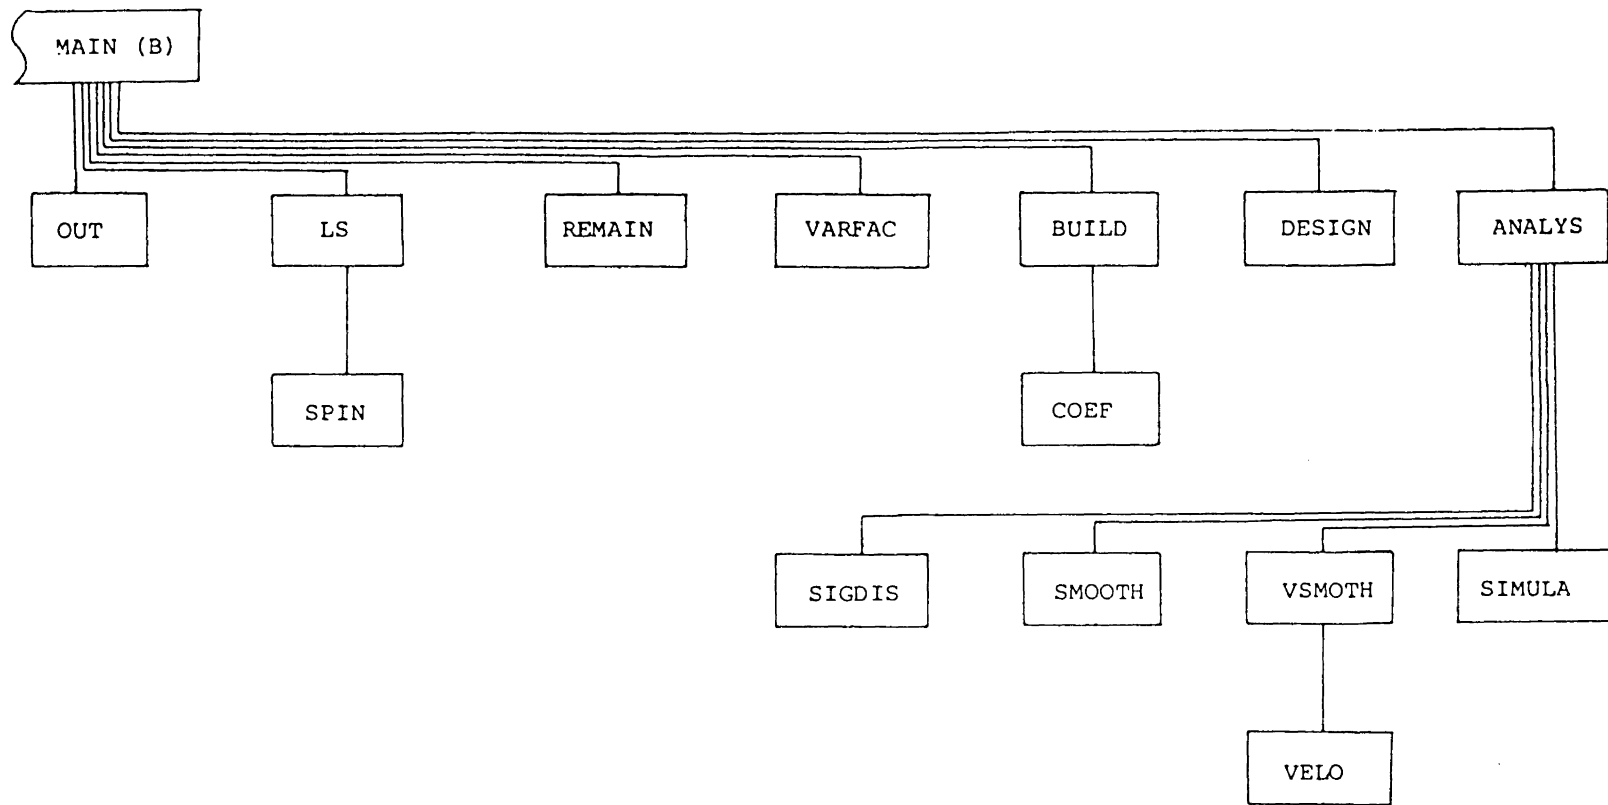 MAIN (B)
OUT
LS
REMAIN
VARFAC
BUILD
DESIGN
ANALYS
SPIN
COEF
SIGDIS
SMOOTH
VSMOTH
SIMULA
VELO